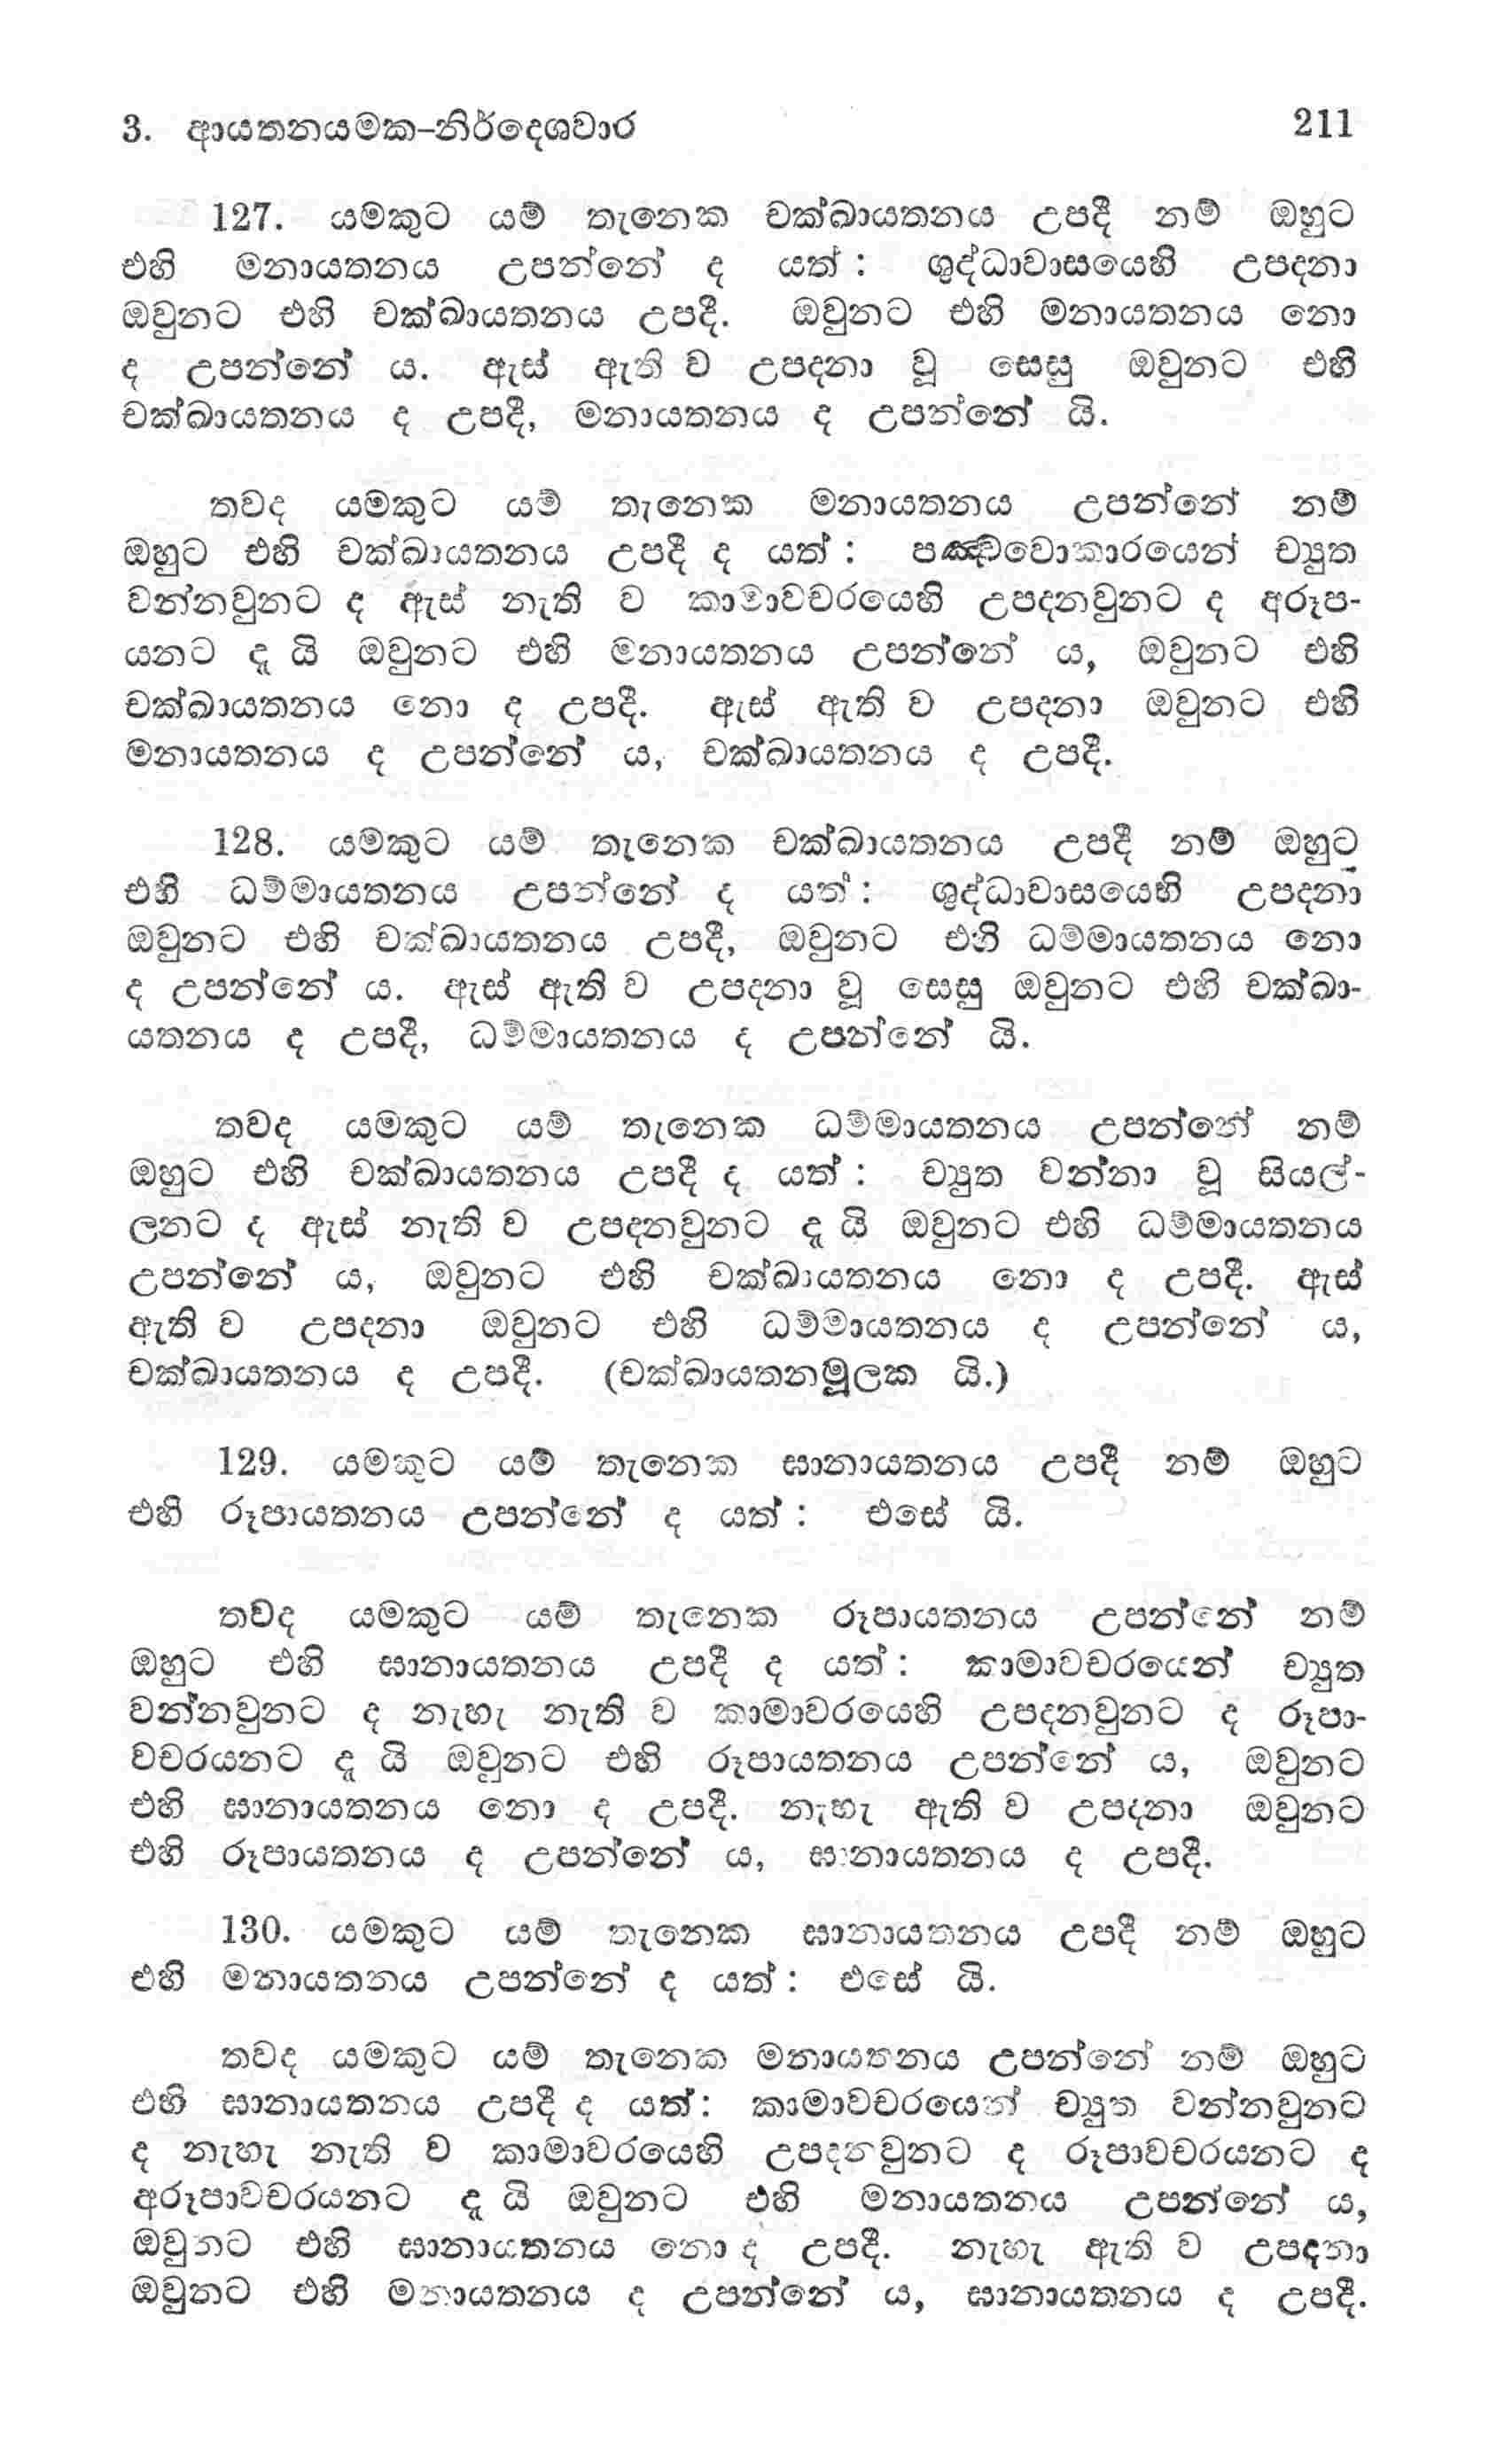 3. ආයතනයමක-නිර්දෙශවාර 211
127. යමකුට යම් තැනෙක චක්ඛායතනය උපදී නම් ඔහුට
එහි මනායතනය උපන්නේ ද යත් : ශුද්ධාවාසයෙහි උපදනා
ඔවුනට එහි චක්ඛායතනය උපදී. ඔවුනට එහි මනායතනය නො
ද උපන්නේ ය. ඇස් ඇති ව උපදනා වූ සෙසු ඔවුනට එහි
චක්ඛායතනය ද උපදී, මනායතනය ද උපන්නේ යි.
තවද යමකුට යම් තැනෙක මනායතනය උපන්නේ නම්
ඔහුට එහි චක්ඛායතනය උපදී ද යත් : පඤ්චවොකාරයෙන් ච්‍යුත
වන්නවුනට ද ඇස් නැති ව කාමාවචරයෙහි උපදනවුනට ද අරූප-
යනට ද යි ඔවුනට එහි මනායතනය උපන්නේ ය, ඔවුනට එහි
චක්ඛායතනය නො ද උපදී. ඇස් ඇති ව උපදනා ඔවුනට එහි
මනායතනය ද උපන්නේ ය, චක්ඛායතනය ද උපදී.
128. යමකුට යම් තැනෙක චක්ඛායතනය උපදී නම් ඔහුට
එහි ධම්මායතනය උපන්නේ ද යත් : ශුද්ධාවාසයෙහි උපදනා
ඔවුනට එහි චක්ඛායතනය උපදී, ඔවුනට එහි ධම්මායතනය නො
ද උපන්නේ ය. ඇස් ඇති ව උපදනා වූ සෙසු ඔවුනට එහි චක්ඛා-
යතනය ද උපදී, ධම්මායතනය ද උපන්නේ යි.
තවද යමකුට යම් තැනෙක ධම්මායතනය උපන්නේ නම්
ඔහුට එහි චක්ඛායතනය උපදී ද යත් : ච්‍යුත වන්නා වූ සියල්-
ලනට ද ඇස් නැති ව උපදනවුනට දූ යි ඔවුනට එහි ධම්මායතනය
උපන්නේ ය, ඔවුනට එහි චක්ඛායතනය නො ද උපදී. ඇස්
ඇති ව උපදනා ඔවුනට එහි ධම්මායතනය ද උපන්නේ ය,
චක්ඛායතනය ද උපදී. (චක්ඛායතනමූලක යි.)
129. යමකුට යම් තැනෙක ඝානායතනය උපදී නම් ඔහුට
එහි රූපායතනය උපන්නේ ද යත් : එසේ යි.
තවද යමකුට යම් තැනෙක රූපායතනය උපන්නේ නම්
ඔහුට එහි ඝානායතනය උපදී ද යත් : කාමාවචරයෙන් ච්‍යුත
වන්නවුනට ද නැහැ නැති ව කාමාවරයෙහි උපදනවුනට ද රූපා-
වචරයනට දූ යි ඔවුනට එහි රූපායතනය උපන්නේ ය, ඔවුනට
එහි ඝානායතනය නො ද උපදී. නැහැ ඇති ව උපදනා ඔවුනට
එහි රූපායතනය ද උපන්නේ ය, ඝානායතනය ද උපදී.
130. යමකුට යම් තැනෙක ඝානායතනය උපදී නම් ඔහුට
එහි මනායතනය උපන්නේ ද යත් : එසේ යි.
තවද යමකුට යම් තැනෙක මනායතනය උපන්නේ නම් ඔහුට
එහි ඝානායතනය උපදී ද යත් : කාමාවචරයෙන් ච්‍යුත වන්නවුනට
ද නැහැ නැති ව කාමාවරයෙහි උපදනවුනට ද රූපාවචරයනට ද
අරූපාවචරයනට දූ යි ඔවුනට එහි මනායතනය උපන්නේ ය,
ඔවුනට එහි ඝානායතනය නො ද උපදී. නැහැ ඇති ව උපදනා
ඔවුනට එහි මනායතනය ද උපන්නේ ය, ඝානායතනය ද උපදී.